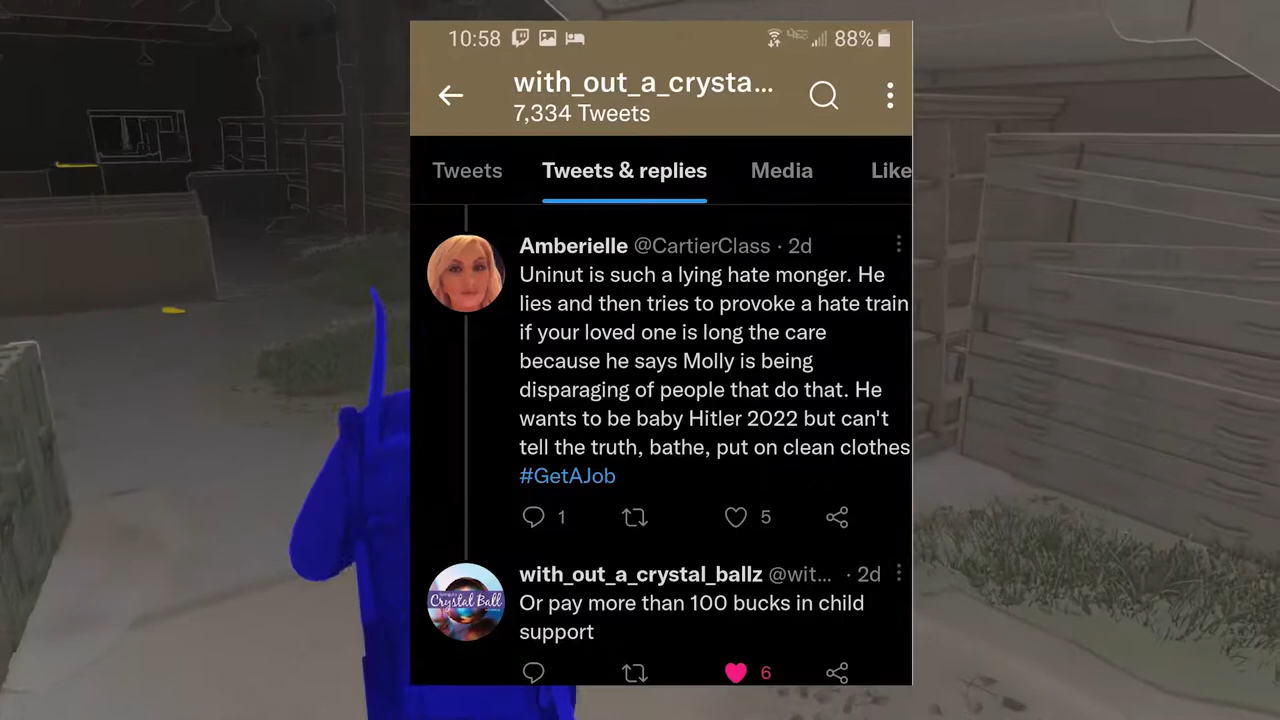 10:58 88%
with_out_a_crysta...
7,334 Tweets
Tweets Tweets & replies Media Like
Amberielle @CartierClass · 2d
Uninut is such a lying hate monger. He
lies and then tries to provoke a hate train
if your loved one is long the care
because he says Molly is being
disparaging of people that do that. He
wants to be baby Hitler 2022 but can't
tell the truth, bathe, put on clean clothes
#GetAJob
1 5
with_out_a_crystal_ballz @wit... · 2d
Crystal Ball
Or pay more than 100 bucks in child
support
6